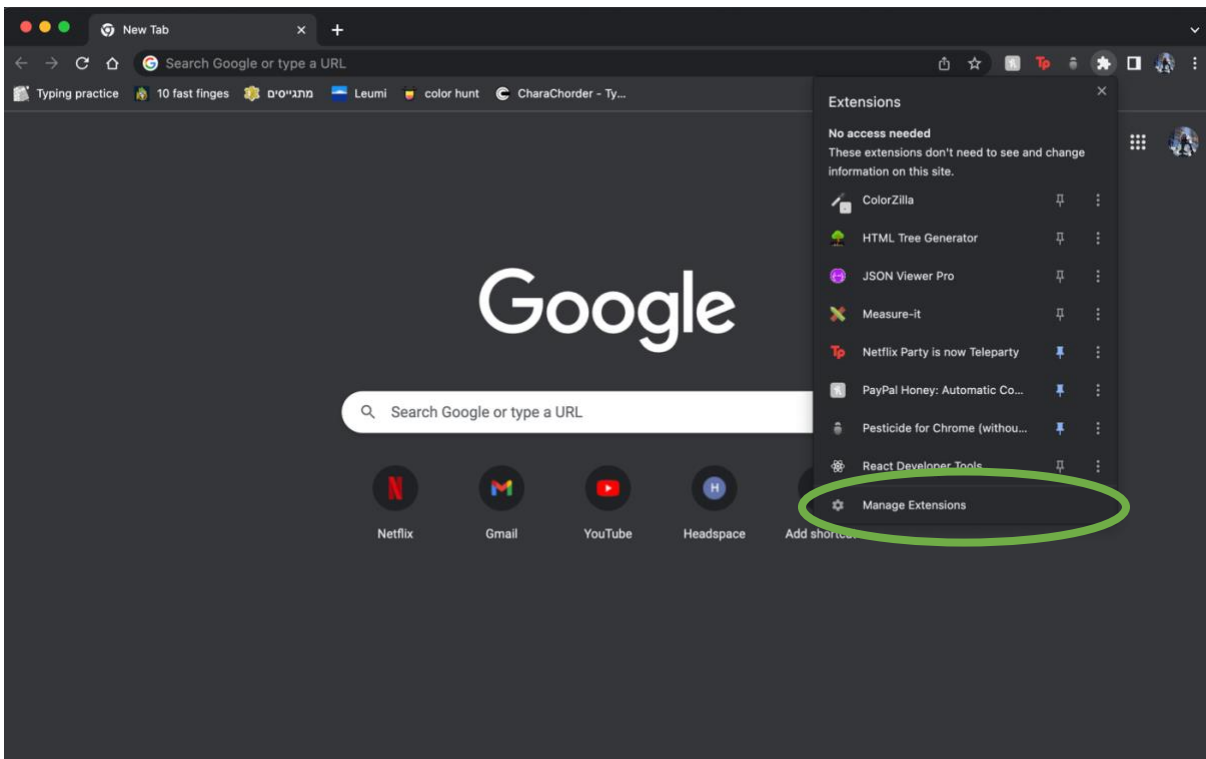 New Tab
Search Google or type a URL
Typing practice
10 fast finges
מתגייסים
Leumi
color hunt
CharaChorder - Ty...
Extensions
No access needed
These extensions don't need to see and change
information on this site.
ColorZilla
HTML Tree Generator
JSON Viewer Pro
Measure-it
Tp Netflix Party is now Teleparty
PayPal Honey: Automatic Co...
Pesticide for Chrome (withou...
React Developer Tools
Manage Extensions
Google
Search Google or type a URL
Netflix
Gmail
YouTube
H
Headspace
Add shortcut